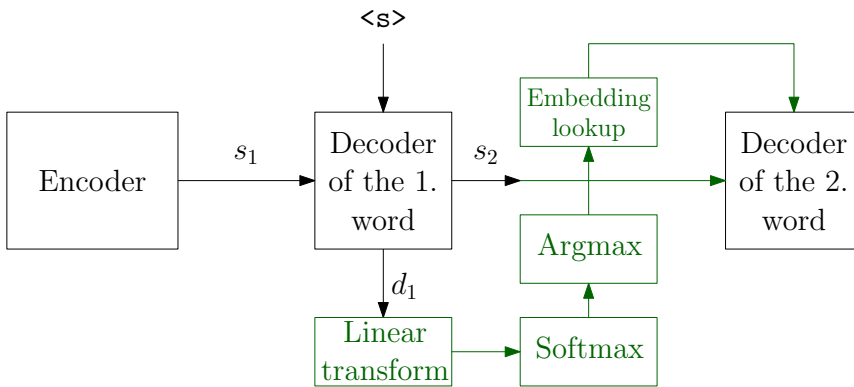 <s>
Encoder
s1
Decoder
of the 1.
word
s2
Embedding
lookup
Decoder
of the 2.
word
Argmax
d1
Linear
transform
Softmax